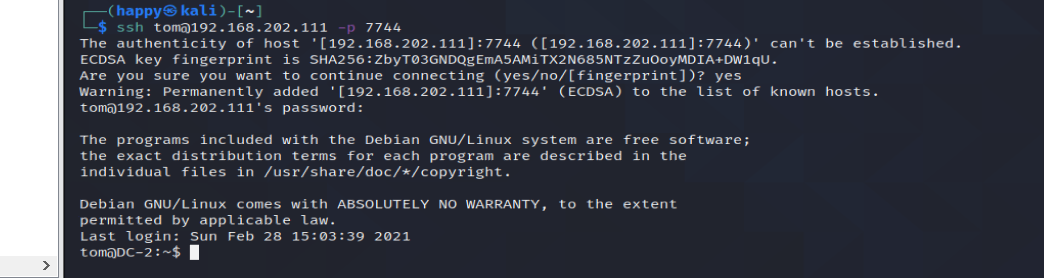 ┌──(happy㉿kali)-[~]
└─$ ssh tom@192.168.202.111 -p 7744
The authenticity of host '[192.168.202.111]:7744 ([192.168.202.111]:7744)' can't be established.
ECDSA key fingerprint is SHA256:ZbyT03GNDQgEmA5AMiTX2N685NTzZuOoyMDIA+DW1qU.
Are you sure you want to continue connecting (yes/no/[fingerprint])? yes
Warning: Permanently added '[192.168.202.111]:7744' (ECDSA) to the list of known hosts.
tom@192.168.202.111's password:
The programs included with the Debian GNU/Linux system are free software;
the exact distribution terms for each program are described in the
individual files in /usr/share/doc/*/copyright.
Debian GNU/Linux comes with ABSOLUTELY NO WARRANTY, to the extent
permitted by applicable law.
Last login: Sun Feb 28 15:03:39 2021
tom@DC-2:~$